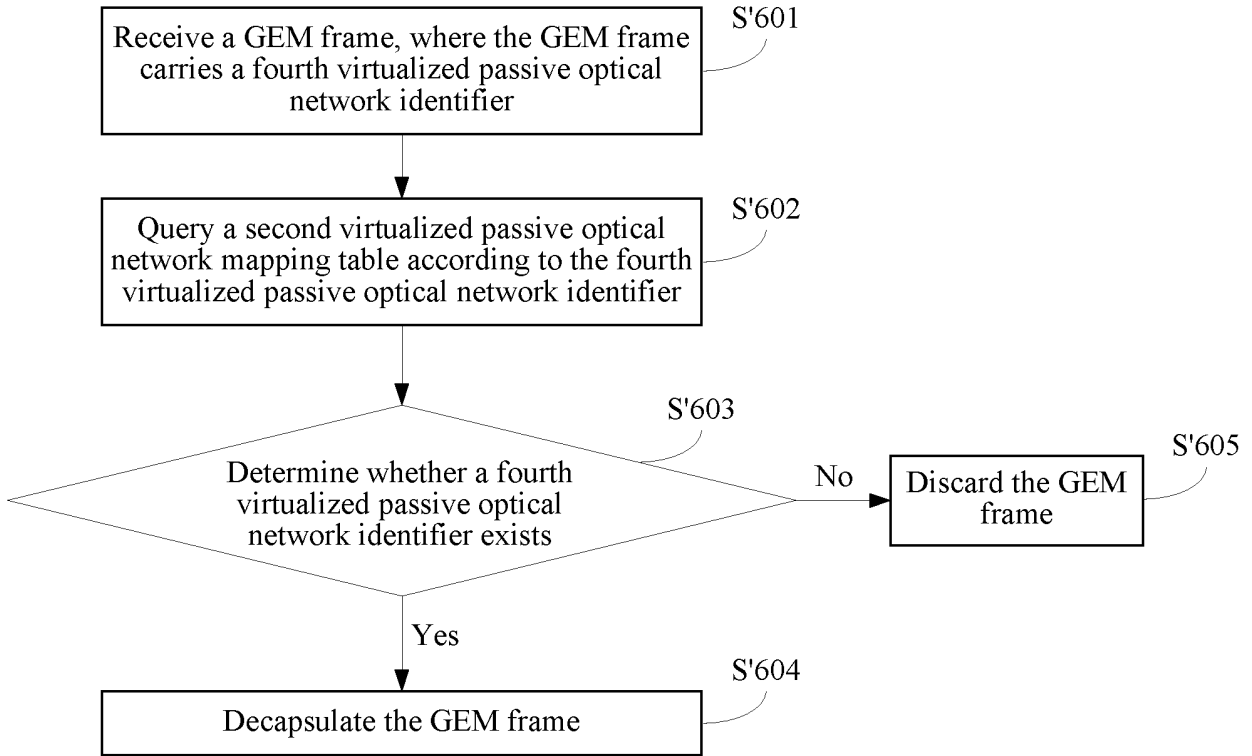 Receive a GEM frame, where the GEM frame
carries a fourth virtualized passive optical
network identifier
S'601
Query a second virtualized passive optical
network mapping table according to the fourth
virtualized passive optical network identifier
S'602
Determine whether a fourth
virtualized passive optical
network identifier exists
S'603
No
Discard the GEM
frame
S'605
Yes
Decapsulate the GEM frame
S'604